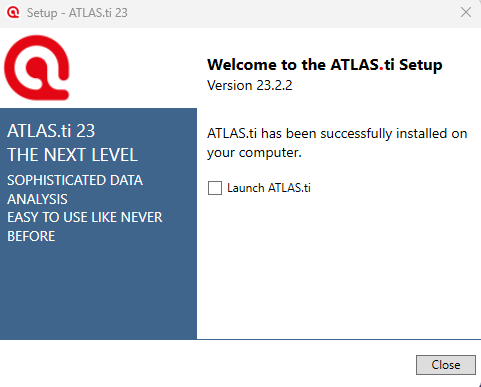 Setup - ATLAS.ti 23
Welcome to the ATLAS.ti Setup
Version 23.2.2
ATLAS.ti 23
THE NEXT LEVEL
SOPHISTICATED DATA
ANALYSIS
EASY TO USE LIKE NEVER
BEFORE
ATLAS.ti has been successfully installed on
your computer.
Launch ATLAS.ti
Close